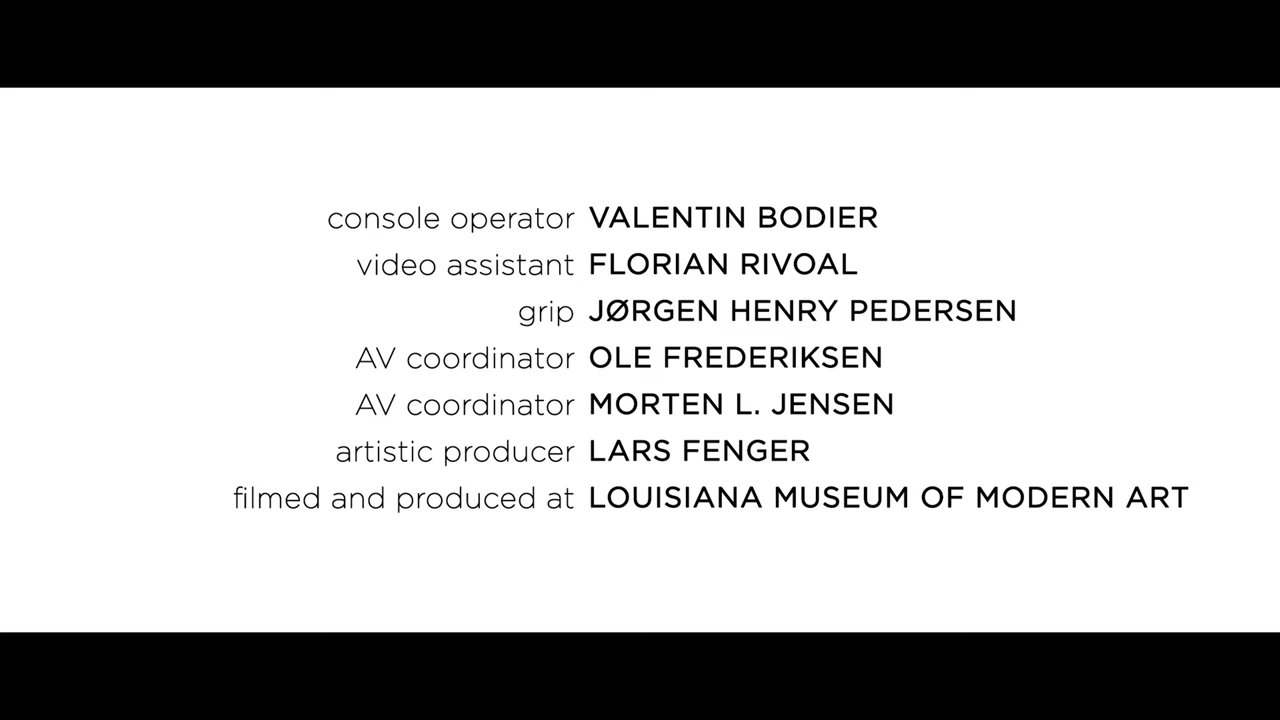 console operator VALENTIN BODIER
video assistant FLORIAN RIVOAL
grip JØRGEN HENRY PEDERSEN
AV coordinator OLE FREDERIKSEN
AV coordinator MORTEN L. JENSEN
artistic producer LARS FENGER
filmed and produced at LOUISIANA MUSEUM OF MODERN ART